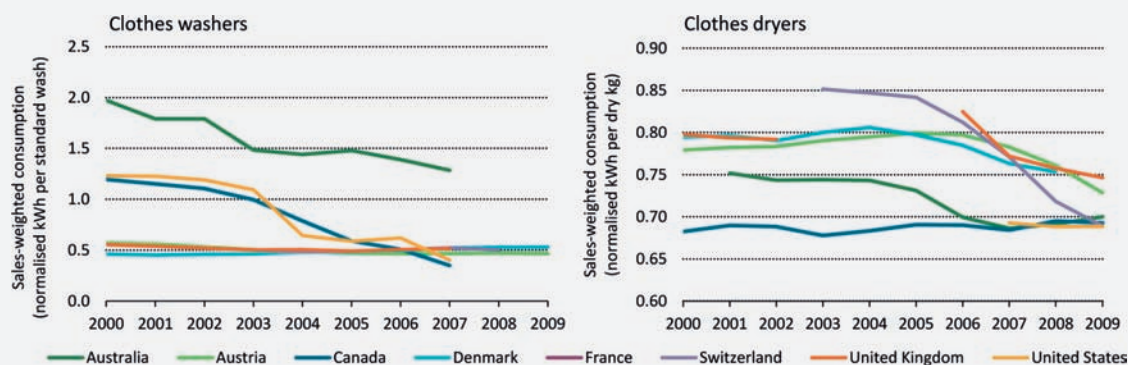 Clothes washers
Sales-weighted consumption
(normalised kWh per standard wash)
2.5
2.0
1.5
1.0
0.5
0.0
2000 2001 2002 2003 2004 2005 2006 2007 2008 2009
Clothes dryers
Sales-weighted consumption
(normalised kWh per dry kg)
0.90
0.85
0.80
0.75
0.70
0.65
0.60
2000 2001 2002 2003 2004 2005 2006 2007 2008 2009
Australia Austria Canada Denmark France Switzerland United Kingdom United States